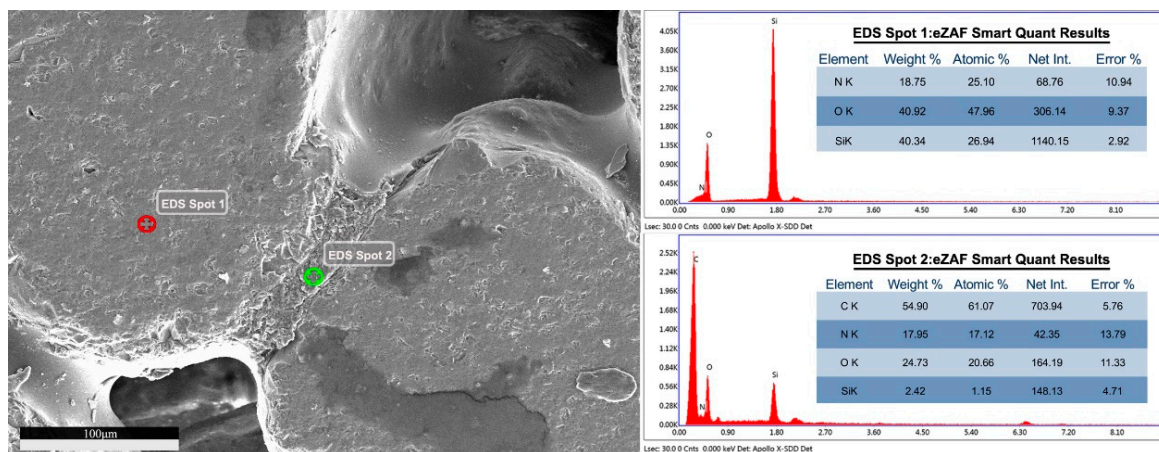 EDS Spot 1
EDS Spot 2
100μm
EDS Spot 1:eZAF Smart Quant Results
Element Weight % Atomic % Net Int. Error %
N K 18.75 25.10 68.76 10.94
O K 40.92 47.96 306.14 9.37
SiK 40.34 26.94 1140.15 2.92
4.05K
3.60K
3.15K
2.70K
2.25K
1.80K
1.35K
0.90K
0.45K
0.00K
Si
O
N
0.00 0.90 1.80 2.70 3.60 4.50 5.40 6.30 7.20 8.10
Lsec: 30.0 0 Cnts 0.000 keV Det: Apollo X-SDD Det
EDS Spot 2:eZAF Smart Quant Results
Element Weight % Atomic % Net Int. Error %
C K 54.90 61.07 703.94 5.76
N K 17.95 17.12 42.35 13.79
O K 24.73 20.66 164.19 11.33
SiK 2.42 1.15 148.13 4.71
2.52K
2.24K
1.96K
1.68K
1.40K
1.12K
0.84K
0.56K
0.28K
0.00K
C
O
Si
N
0.00 0.90 1.80 2.70 3.60 4.50 5.40 6.30 7.20 8.10
Lsec: 30.0 0 Cnts 0.000 keV Det: Apollo X-SDD Det